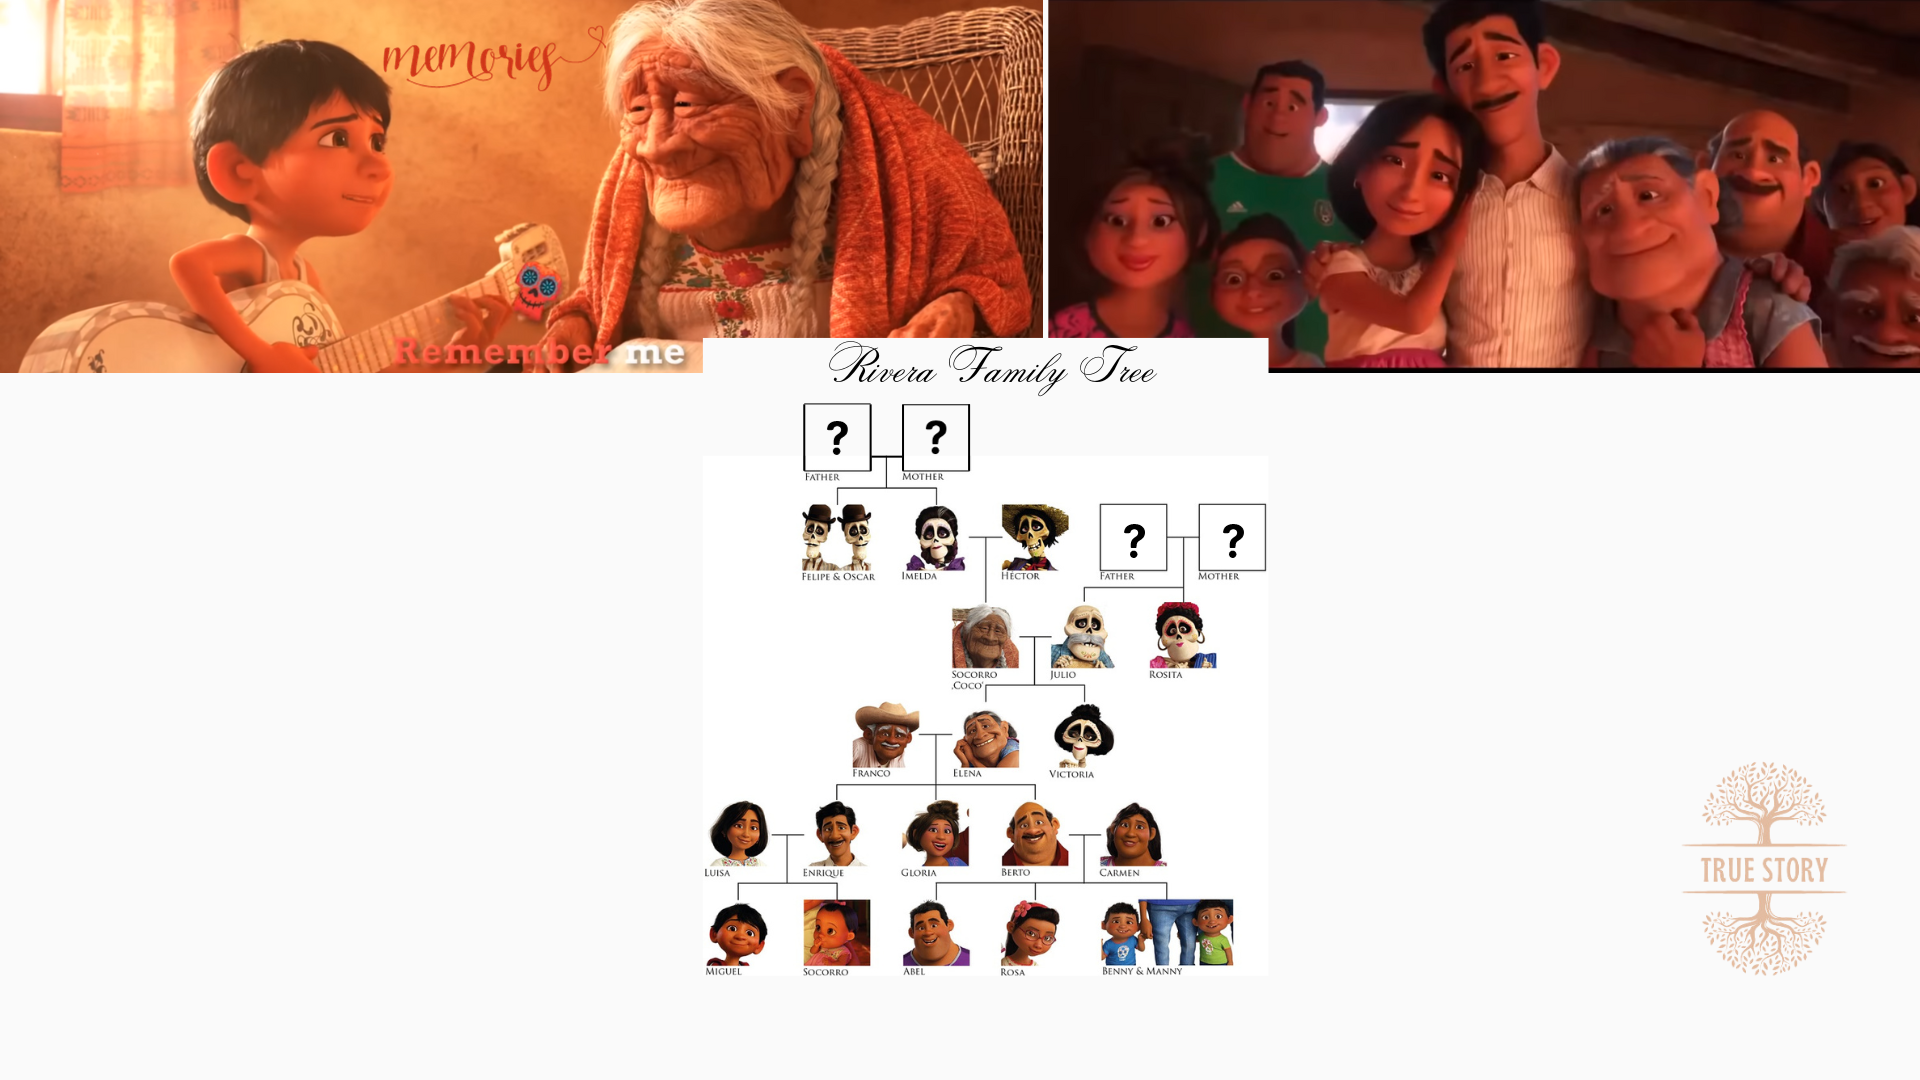 memories
Remember me
Rivera Family Tree
?
?
Father
Mother
Felipe & Oscar
Imelda
Hector
?
?
Father
Mother
Socorro
‚Coco'
Julio
Rosita
Franco
Elena
Victoria
Luisa
Enrique
Gloria
Berto
Carmen
Miguel
Socorro
Abel
Rosa
Benny & Manny
TRUE STORY